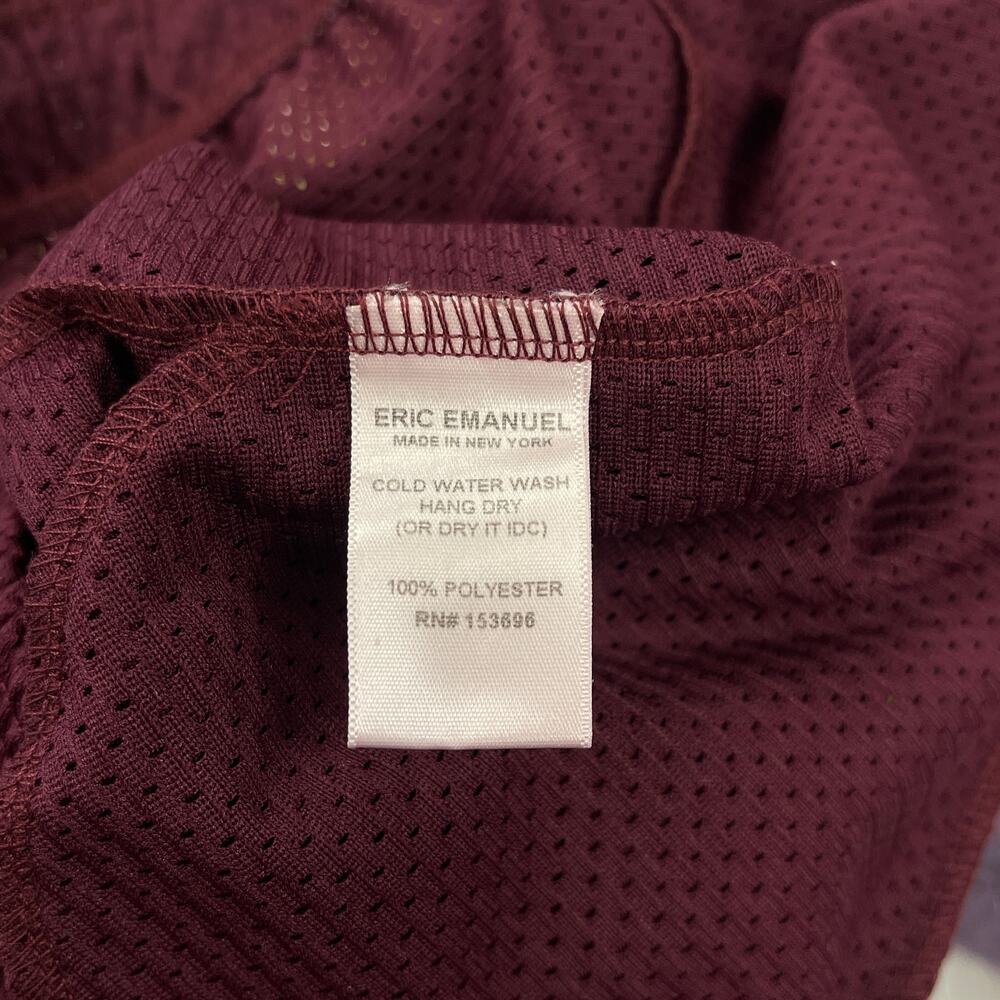 ERIC EMANUEL
MADE IN NEW YORK
COLD WATER WASH
HANG DRY
(OR DRY IT IDC)
100% POLYESTER
RN# 153696